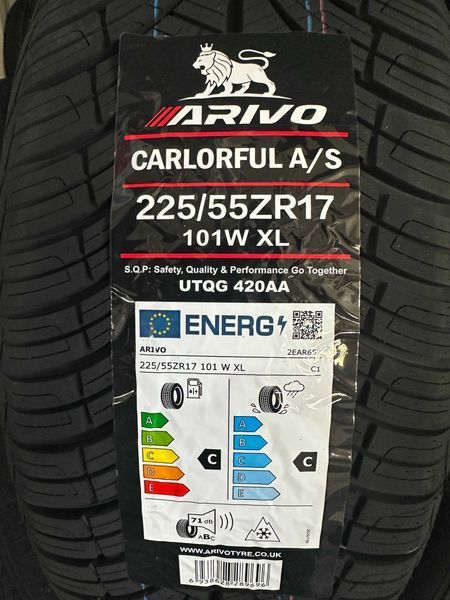 ARIVO
CARLORFUL A/S
225/55ZR17
101W XL
S.Q.P: Safety, Quality & Performance Go Together
UTQG 420AA
ENERG
ARIVO
225/55ZR17 101 W XL C1
A A
B B
C C C C
D D
E E
71 dB
ABC
WWW.ARIVOTYRE.CO.UK